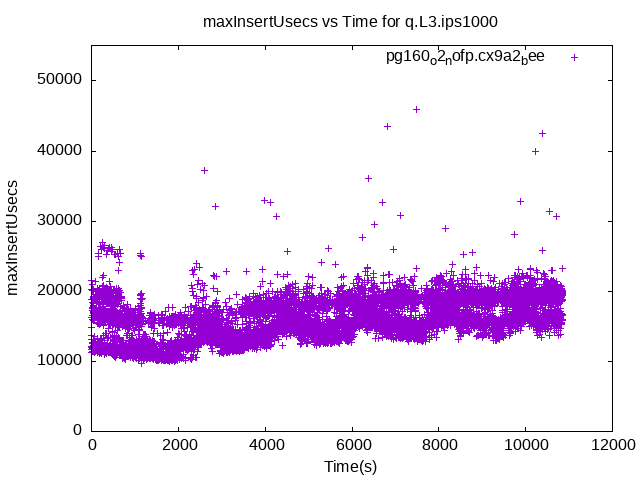 maxInsertUsecs vs Time for q.L3.ips1000
pg160o2nofp.cx9a2bee
50000
40000
30000
20000
10000
0
maxInsertUsecs
0 2000 4000 6000 8000 10000 12000
Time(s)